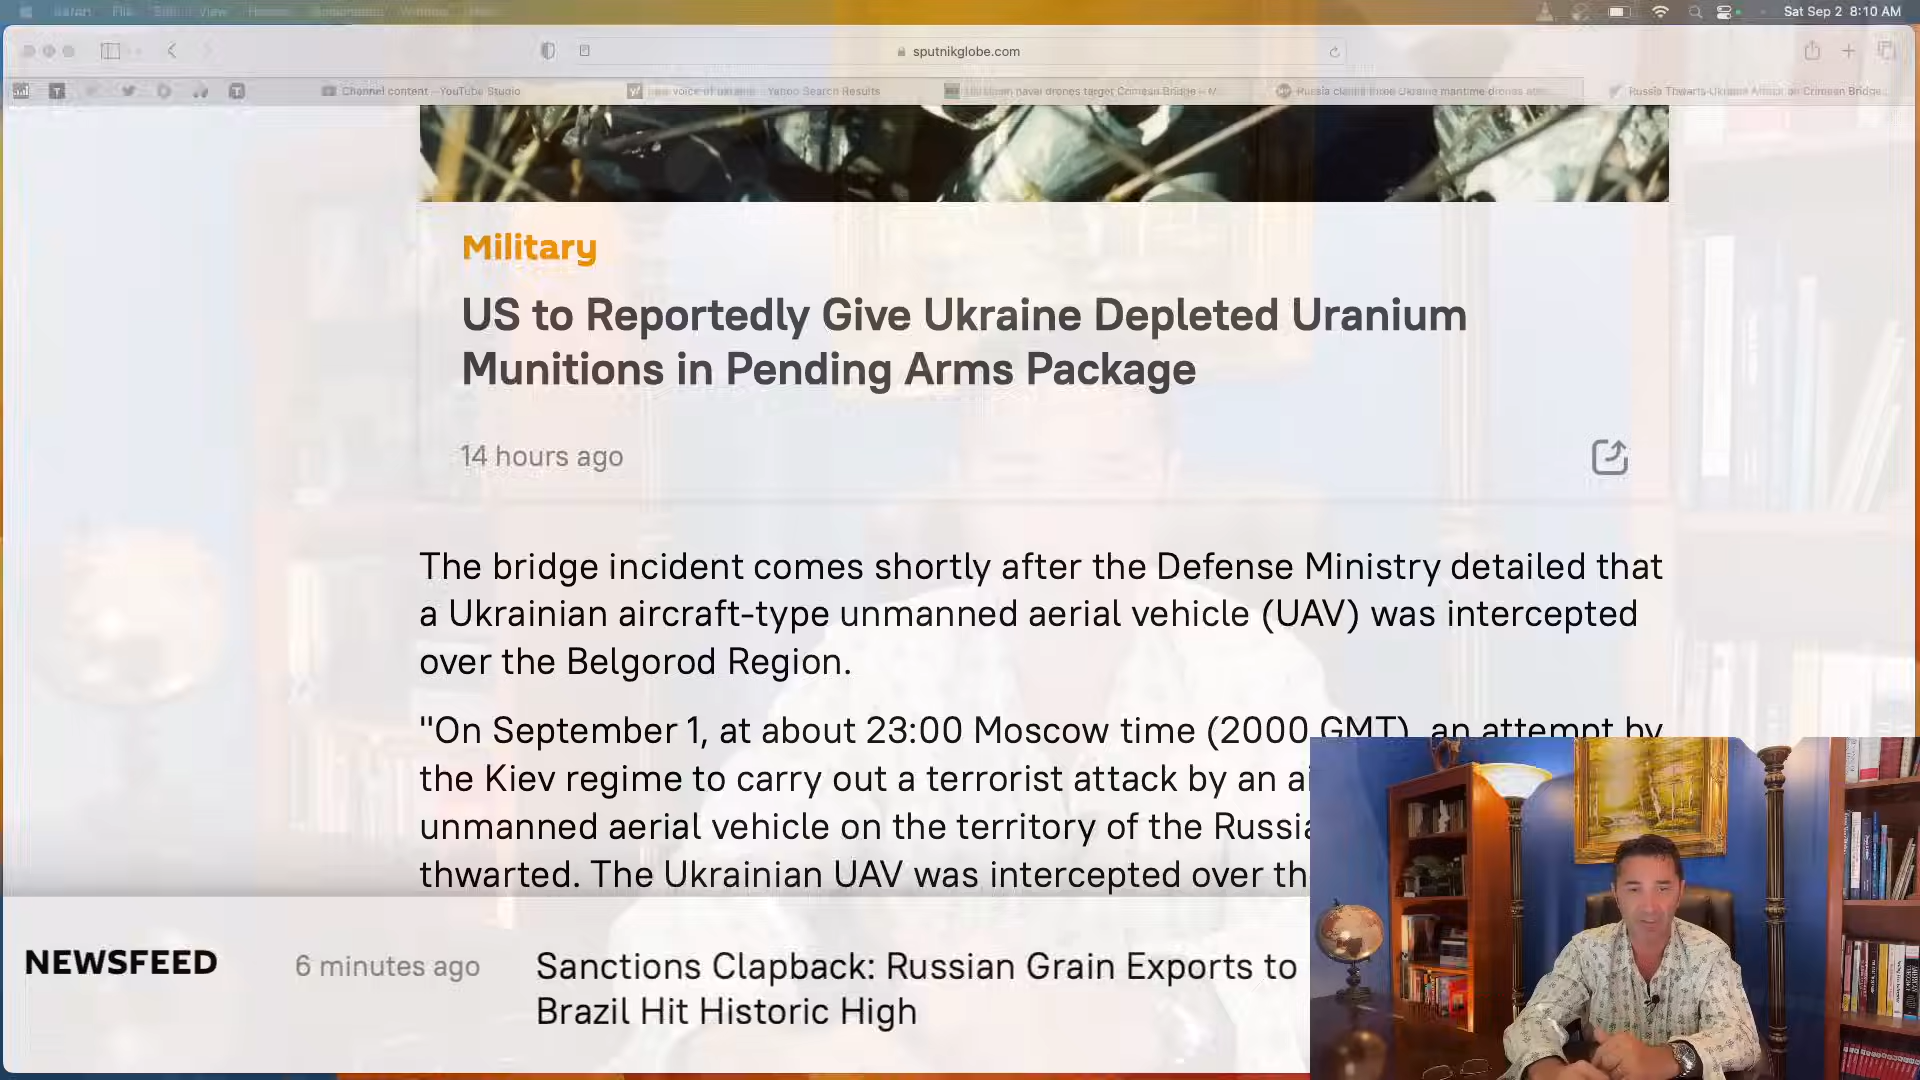 Safari File Edit View Window Help
Sat Sep 2 8:10 AM
sputnikglobe.com
Channel content - YouTube Studio
voice of ukraine - Yahoo Search Results
Ukrainian naval drones target Crimean Bridge –
Russia claims three Ukraine maritime drones
Russia Thwarts Ukraine Attack on Crimean Bridge...
Military
US to Reportedly Give Ukraine Depleted Uranium
Munitions in Pending Arms Package
14 hours ago
The bridge incident comes shortly after the Defense Ministry detailed that
a Ukrainian aircraft-type unmanned aerial vehicle (UAV) was intercepted
over the Belgorod Region.
"On September 1, at about 23:00 Moscow time (2000 GMT), an attempt by
the Kiev regime to carry out a terrorist attack by an
unmanned aerial vehicle on the territory of the
thwarted. The Ukrainian UAV was intercepted over
NEWSFEED
6 minutes ago
Sanctions Clapback: Russian Grain Exports to
Brazil Hit Historic High